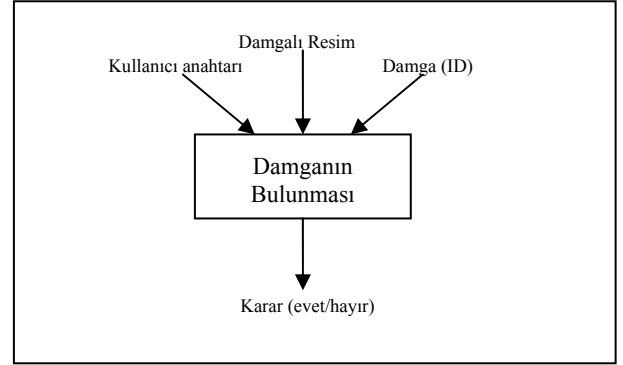 Damgalı Resim
Kullanıcı anahtarı
Damga (ID)
Damganın
Bulunması
Karar (evet/hayır)